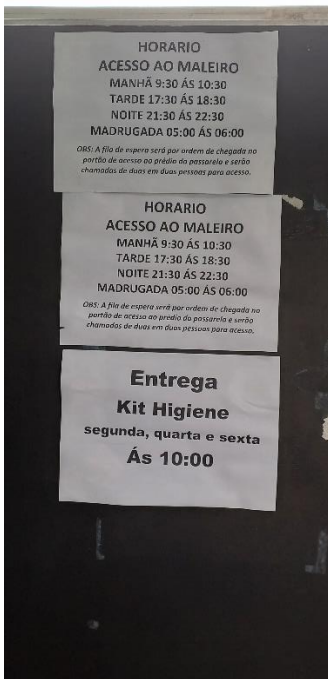 HORARIO
ACESSO AO MALEIRO
MANHÃ 9:30 ÁS 10:30
TARDE 17:30 ÁS 18:30
NOITE 21:30 ÁS 22:30
MADRUGADA 05:00 ÁS 06:00
OBS: A fila de espera será por ordem de chegada no
portão de acesso ao prédio da passarela e serão
chamadas de duas em duas pessoas para acesso.
HORARIO
ACESSO AO MALEIRO
MANHÃ 9:30 ÁS 10:30
TARDE 17:30 ÁS 18:30
NOITE 21:30 ÁS 22:30
MADRUGADA 05:00 ÁS 06:00
OBS: A fila de espera será por ordem de chegada no
portão de acesso ao prédio da passarela e serão
chamadas de duas em duas pessoas para acesso.
Entrega
Kit Higiene
segunda, quarta e sexta
Ás 10:00